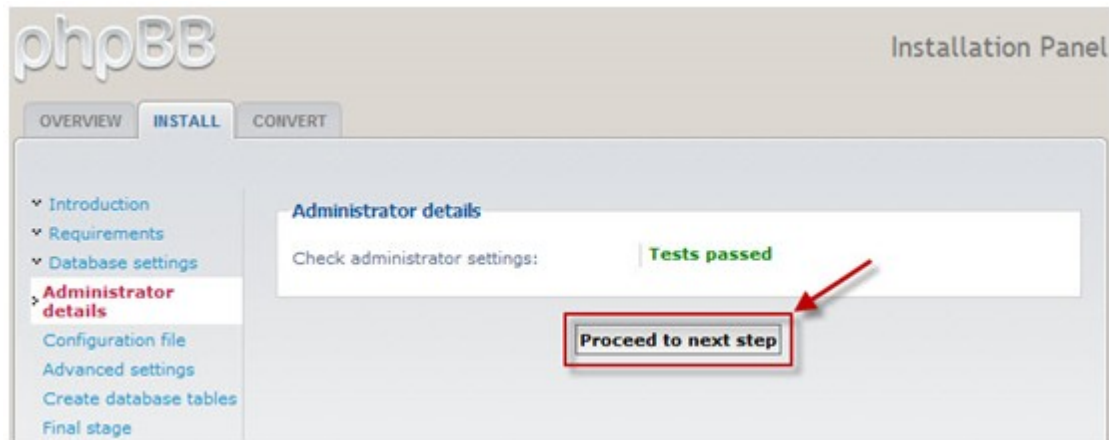 phpBB
Installation Panel
OVERVIEW INSTALL CONVERT
Introduction
Requirements
Database settings
Administrator
details
Configuration file
Advanced settings
Create database tables
Final stage
Administrator details
Check administrator settings: Tests passed
Proceed to next step